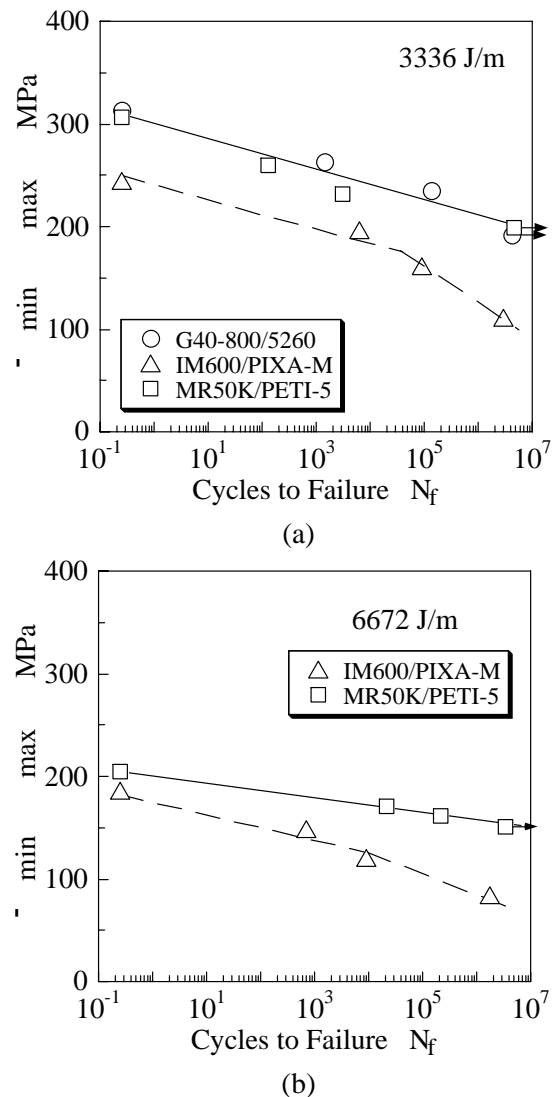 400
300
200
100
0
- min max MPa
3336 J/m
G40-800/5260
IM600/PIXA-M
MR50K/PETI-5
10-1 101 103 105 107
Cycles to Failure Nf
(a)
400
300
200
100
0
- min max MPa
6672 J/m
IM600/PIXA-M
MR50K/PETI-5
10-1 101 103 105 107
Cycles to Failure Nf
(b)